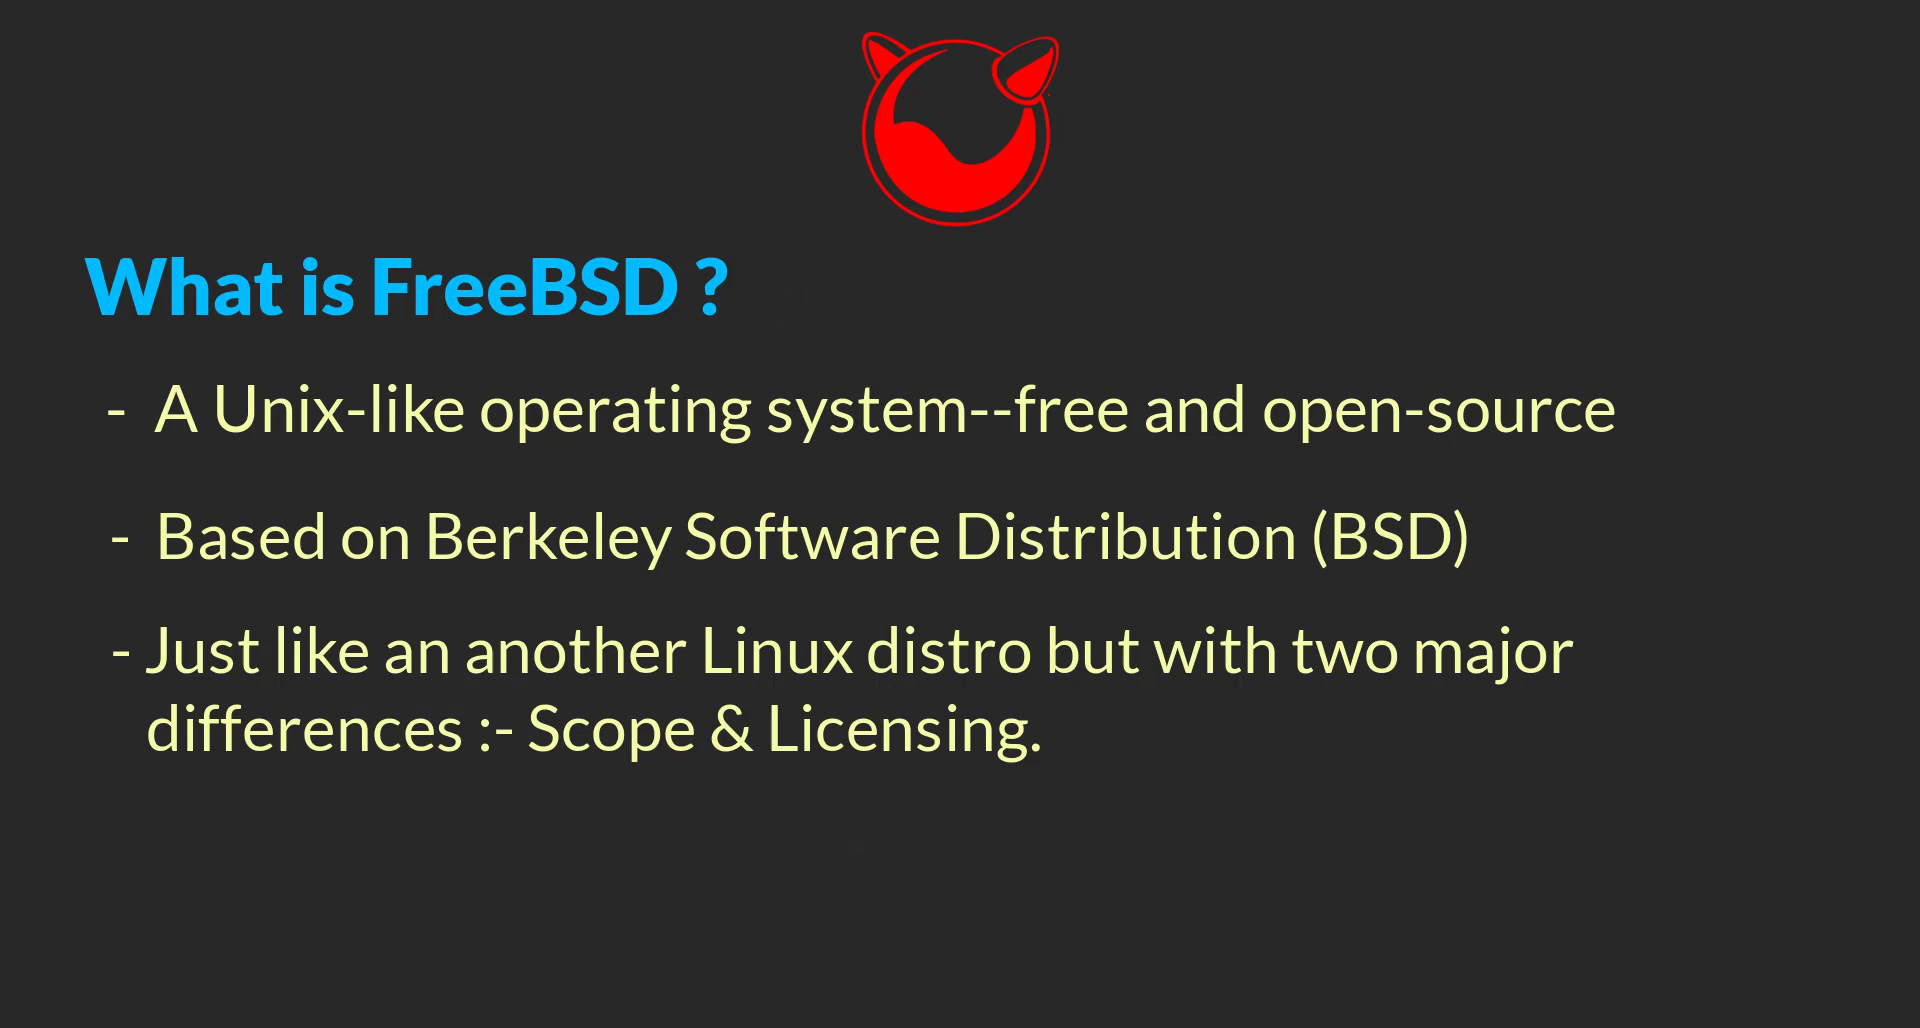 What is FreeBSD ?
- A Unix-like operating system--free and open-source
- Based on Berkeley Software Distribution (BSD)
- Just like an another Linux distro but with two major
differences :- Scope & Licensing.